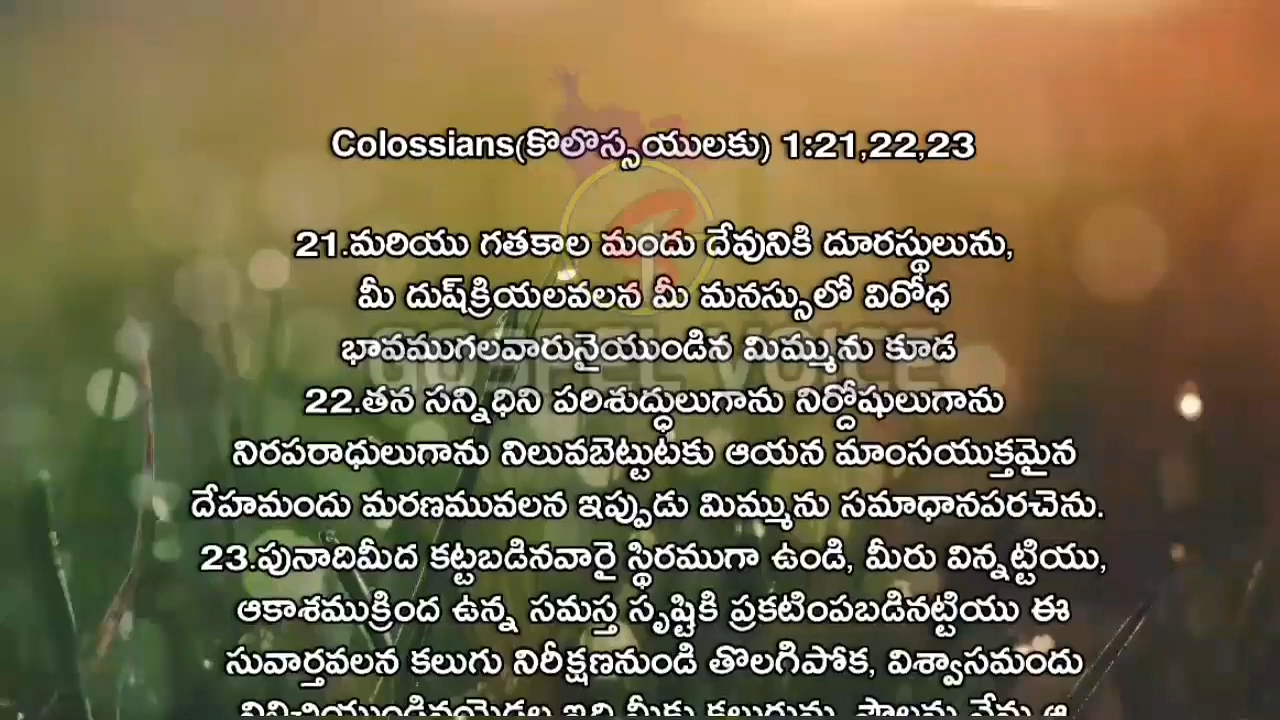 Colossians(కొలొస్సయులకు) 1:21,22,23
21.మరియు గతకాల మందు దేవునికి దూరస్థులును,
మీ దుష్‌క్రియలవలన మీ మనస్సులో విరోధ
భావముగలవారునైయుండిన మిమ్మును కూడ
GOSPEL VOICE
22.తన సన్నిధిని పరిశుద్ధులుగాను నిర్దోషులుగాను
నిరపరాధులుగాను నిలువబెట్టుటకు ఆయన మాంసయుక్తమైన
దేహమందు మరణమువలన ఇప్పుడు మిమ్మును సమాధానపరచెను.
23.పునాదిమీద కట్టబడినవారై స్థిరముగా ఉండి, మీరు విన్నట్టియు,
ఆకాశముక్రింద ఉన్న సమస్త సృష్టికి ప్రకటింపబడినట్టియు ఈ
సువార్తవలన కలుగు నిరీక్షణనుండి తొలగిపోక, విశ్వాసమందు